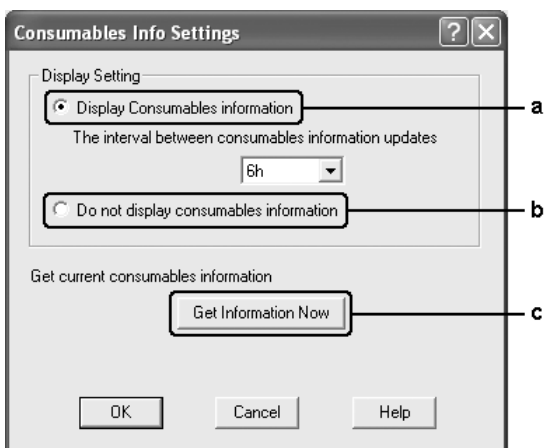 Consumables Info Settings
Display Setting
Display Consumables information
a
The interval between consumables information updates
6h
Do not display consumables information
b
Get current consumables information
Get Information Now
c
OK Cancel Help